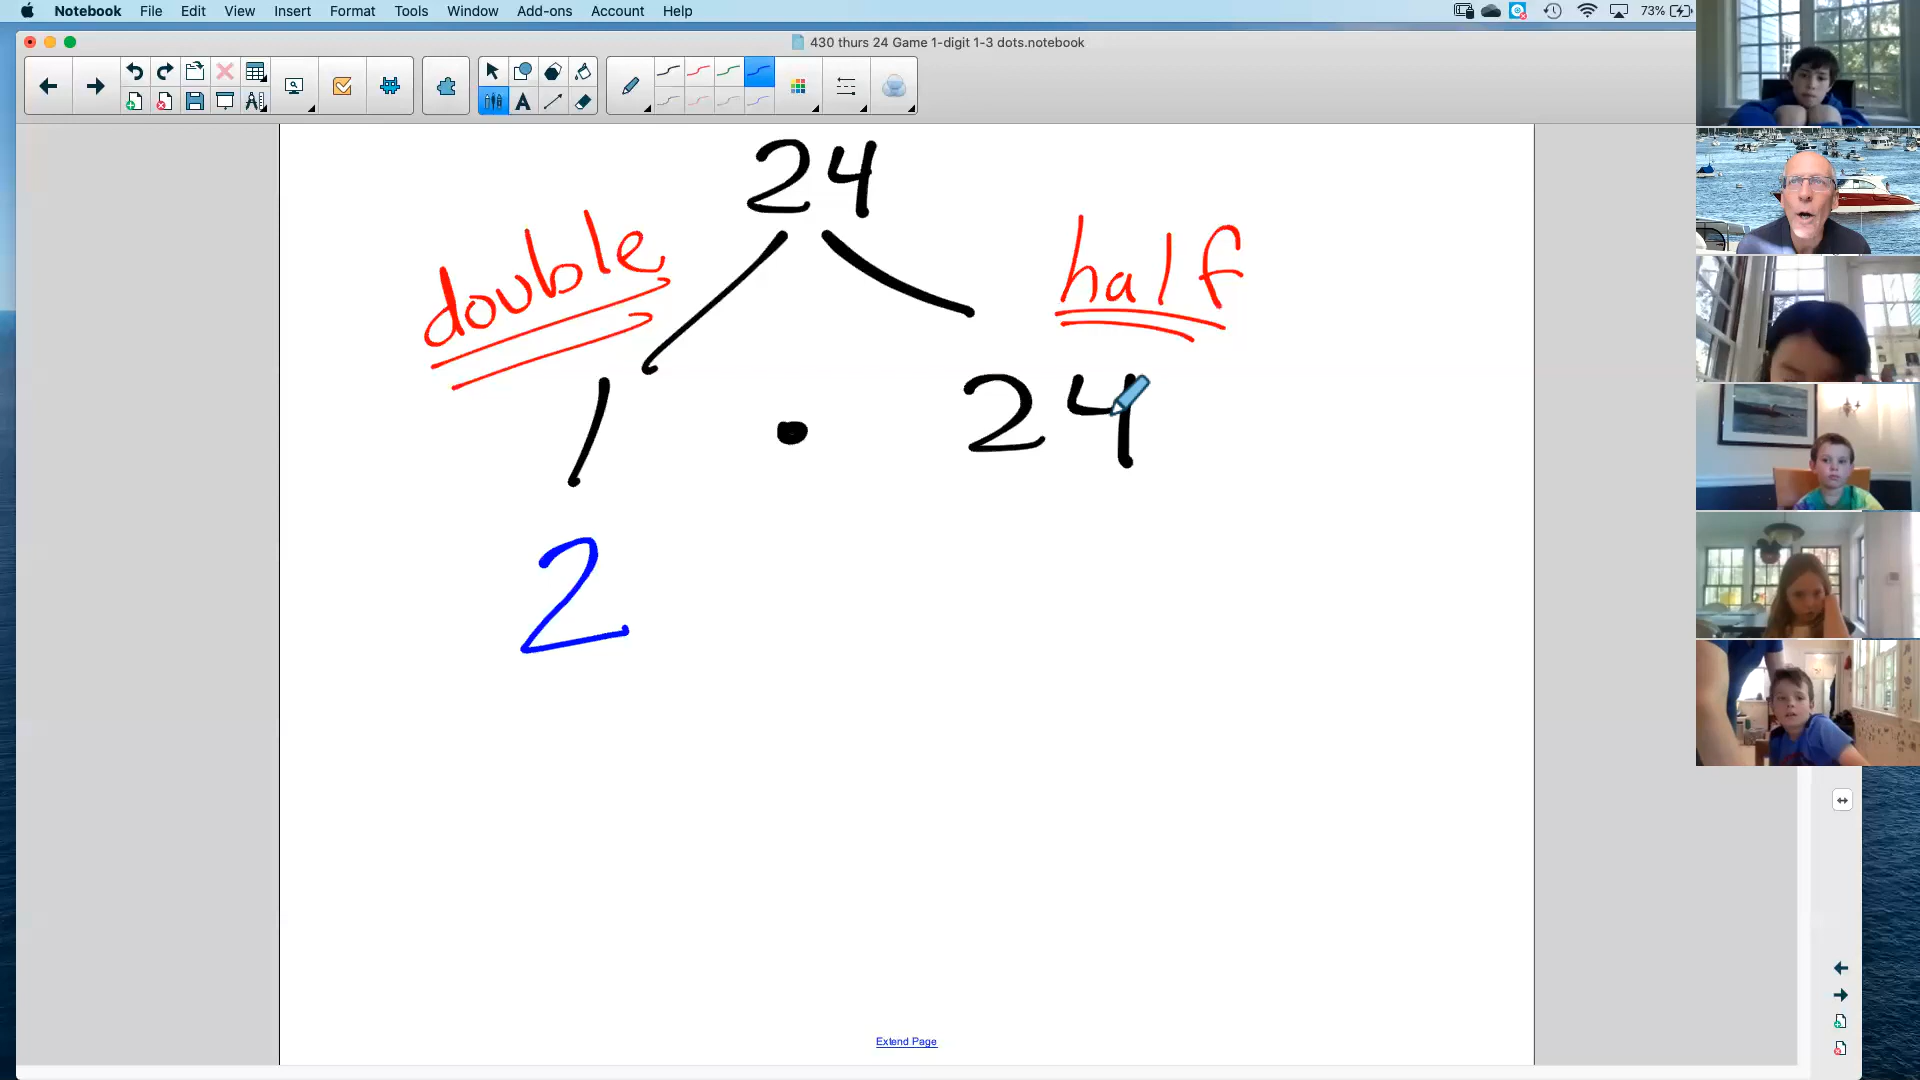 Notebook File Edit View Insert Format Tools Window Add-ons Account Help 73%
430 thurs 24 Game 1-digit 1-3 dots.notebook
A
24
double
half
1 · 24
2
Extend Page